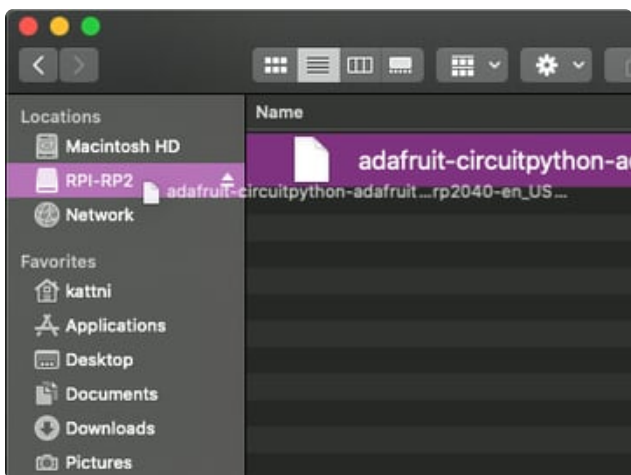 Locations
Name
Macintosh HD
adafruit-circuitpython-a
RPI-RP2
adafruit-circuitpython-adafruit...rp2040-en_US...
Network
Favorites
kattni
Applications
Desktop
Documents
Downloads
Pictures